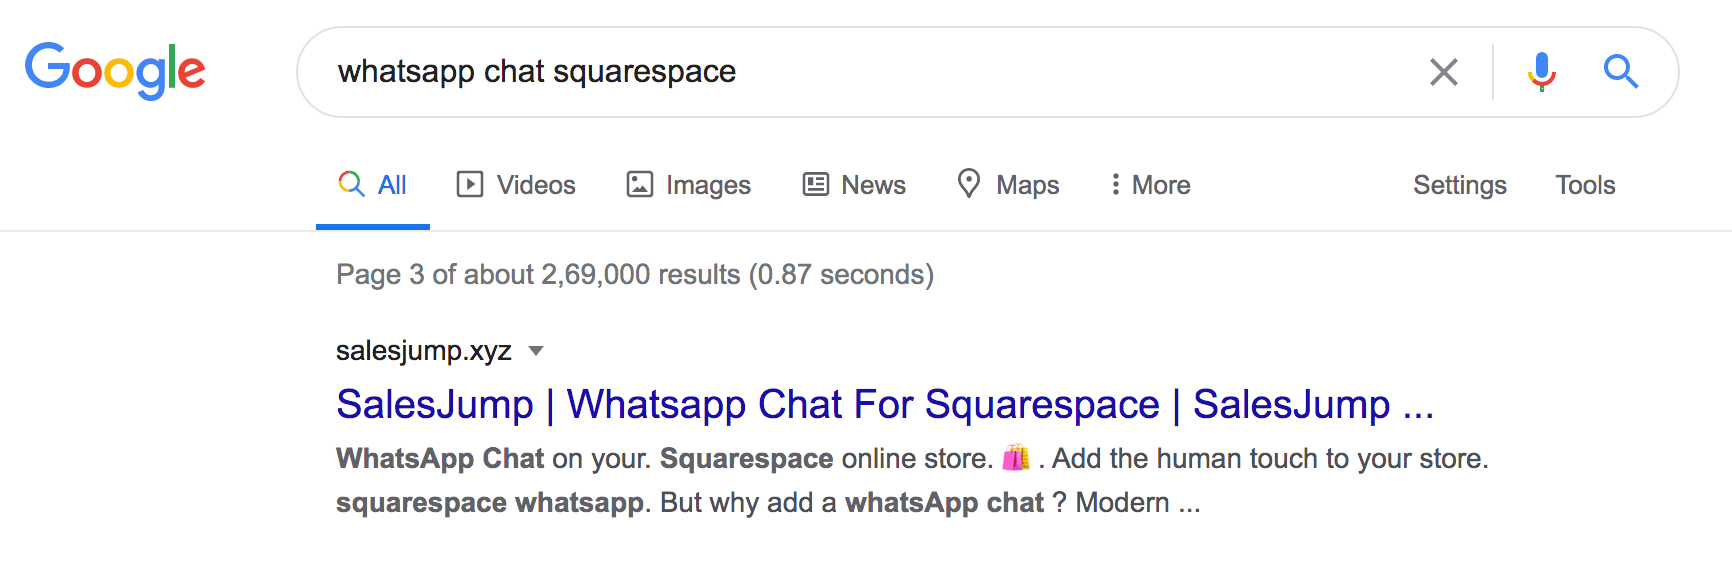 Google
whatsapp chat squarespace
All Videos Images News Maps More Settings Tools
Page 3 of about 2,69,000 results (0.87 seconds)
salesjump.xyz
SalesJump | Whatsapp Chat For Squarespace | SalesJump ...
WhatsApp Chat on your. Squarespace online store. 🛍️ . Add the human touch to your store.
squarespace whatsapp. But why add a whatsApp chat ? Modern ...